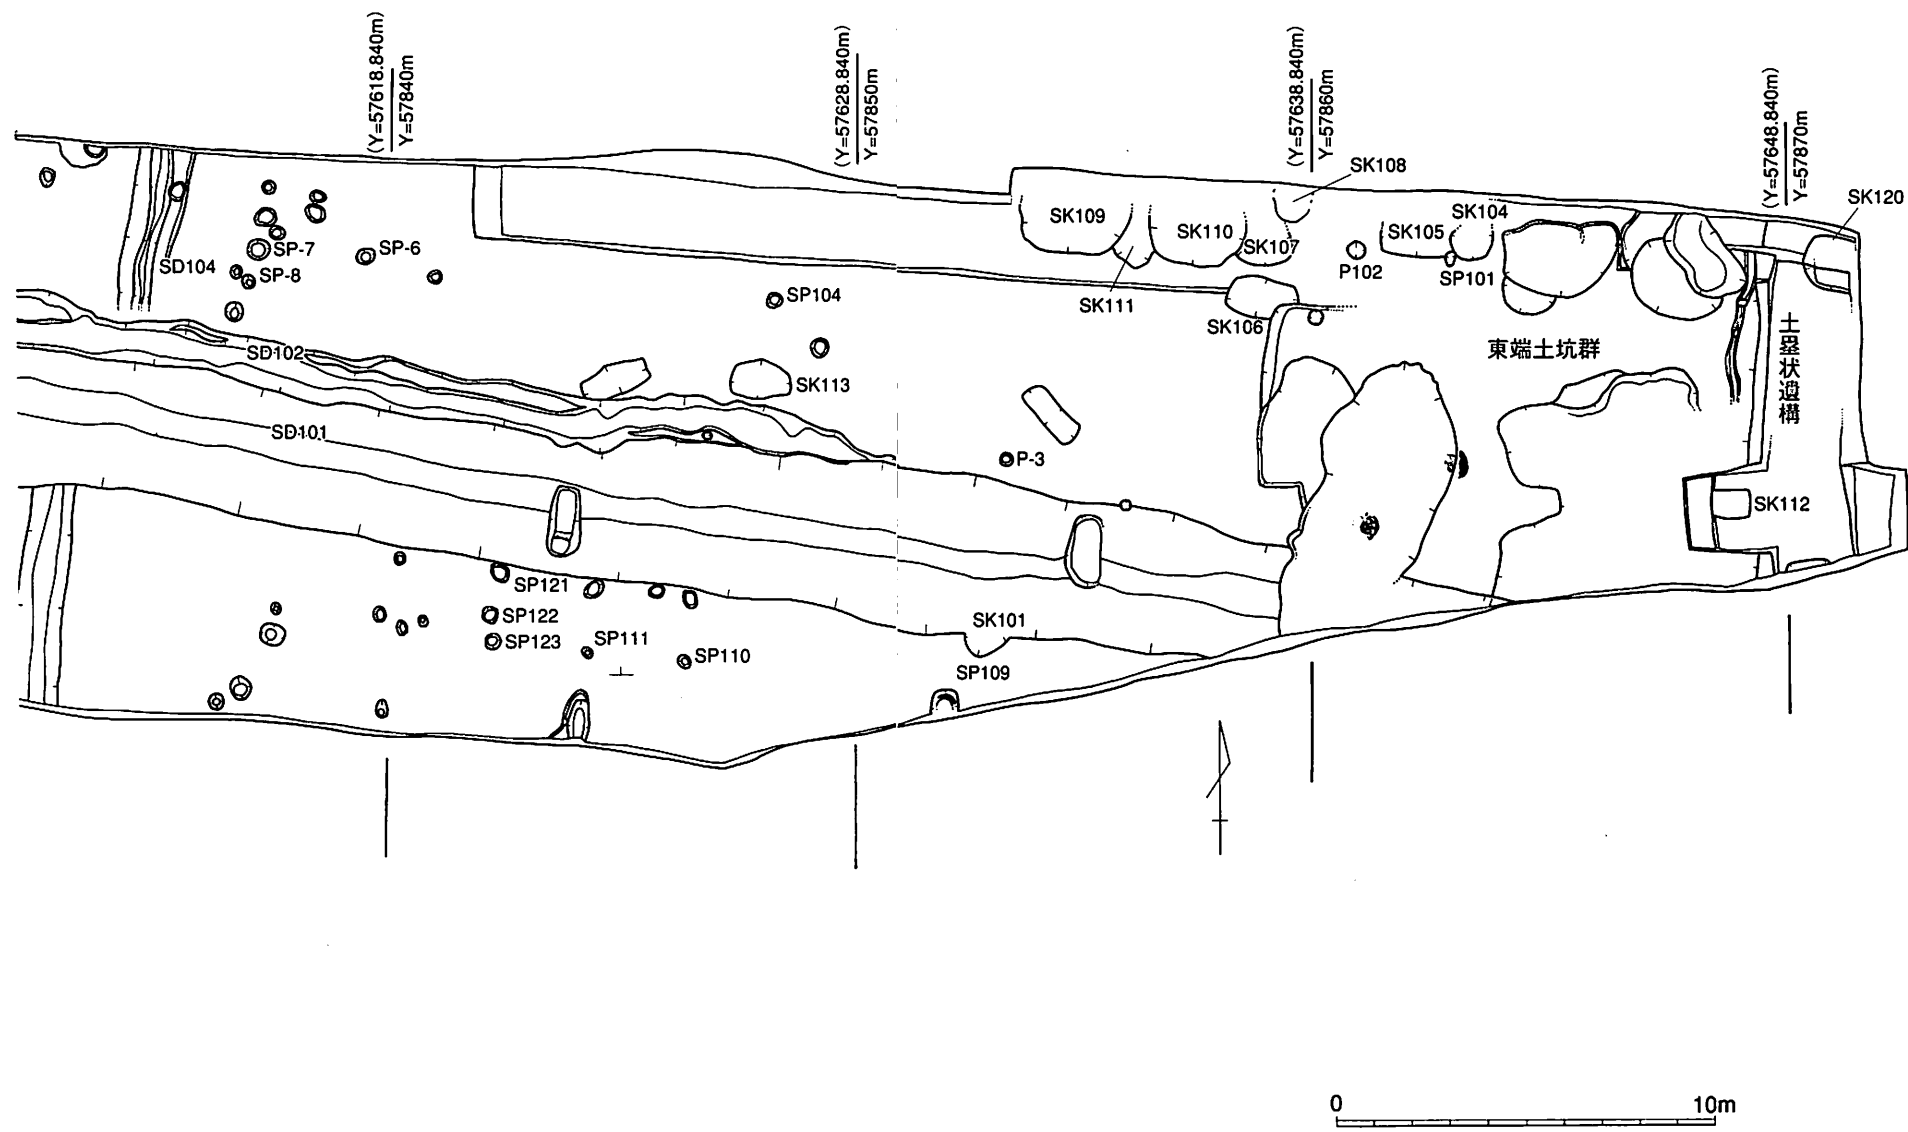 (Y=57618.840m)
Y=57840m
(Y=57628.840m)
Y=57850m
(Y=57638.840m)
Y=57860m
(Y=57648.840m)
Y=57870m
SK108
SK120
SK109
SK110
SK107
SK105
SK104
P102
SP101
SK111
SK106
SD104
SP-7
SP-6
SP-8
SP104
SD102
SK113
東端土坑群
土塁状遺構
SD101
P-3
SK112
SP121
SP122
SP123
SP111
SP110
SK101
SP109
0 10m